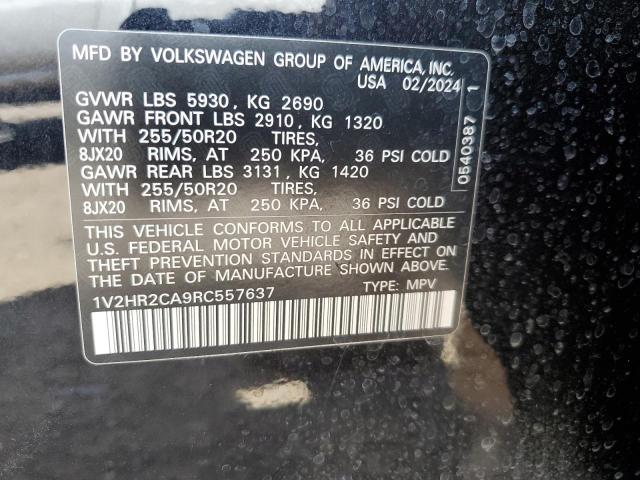 MFD BY VOLKSWAGEN GROUP OF AMERICA, INC.
USA 02/2024
GVWR LBS 5930, KG 2690
GAWR FRONT LBS 2910, KG 1320
WITH 255/50R20 TIRES,
8JX20 RIMS, AT 250 KPA, 36 PSI COLD
GAWR REAR LBS 3131, KG 1420
WITH 255/50R20 TIRES,
8JX20 RIMS, AT 250 KPA, 36 PSI COLD
THIS VEHICLE CONFORMS TO ALL APPLICABLE
U.S. FEDERAL MOTOR VEHICLE SAFETY AND
THEFT PREVENTION STANDARDS IN EFFECT ON
THE DATE OF MANUFACTURE SHOWN ABOVE.
1V2HR2CA9RC557637 TYPE: MPV
0540387 1